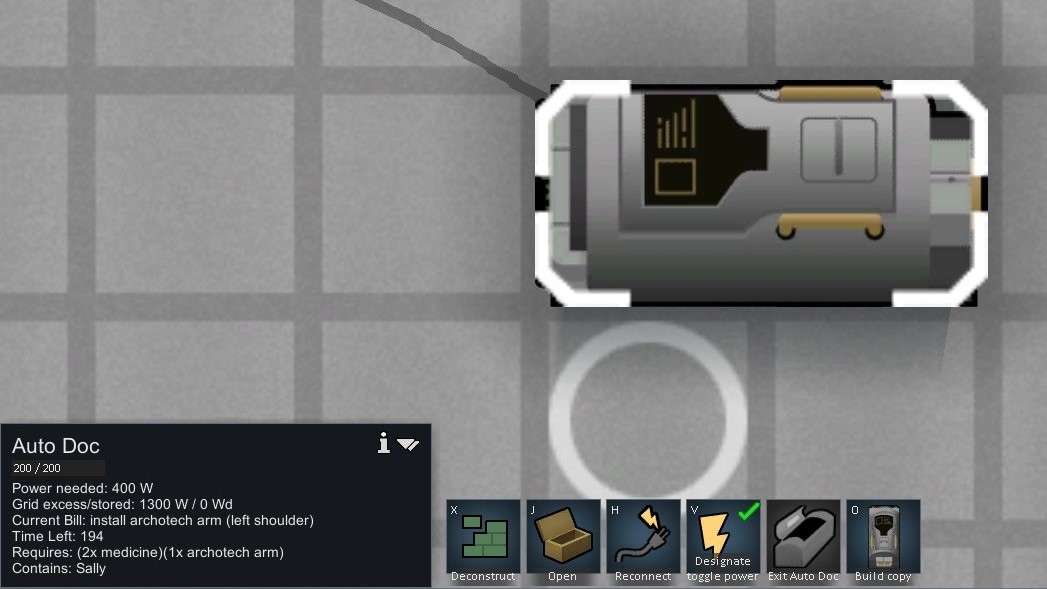 Auto Doc
200 / 200
Power needed: 400 W
Grid excess/stored: 1300 W / 0 Wd
Current Bill: install archotech arm (left shoulder)
Time Left: 194
Requires: (2x medicine)(1x archotech arm)
Contains: Sally
X
Deconstruct
J
Open
H
Reconnect
V
Designate
toggle power
Exit Auto Doc
O
Build copy